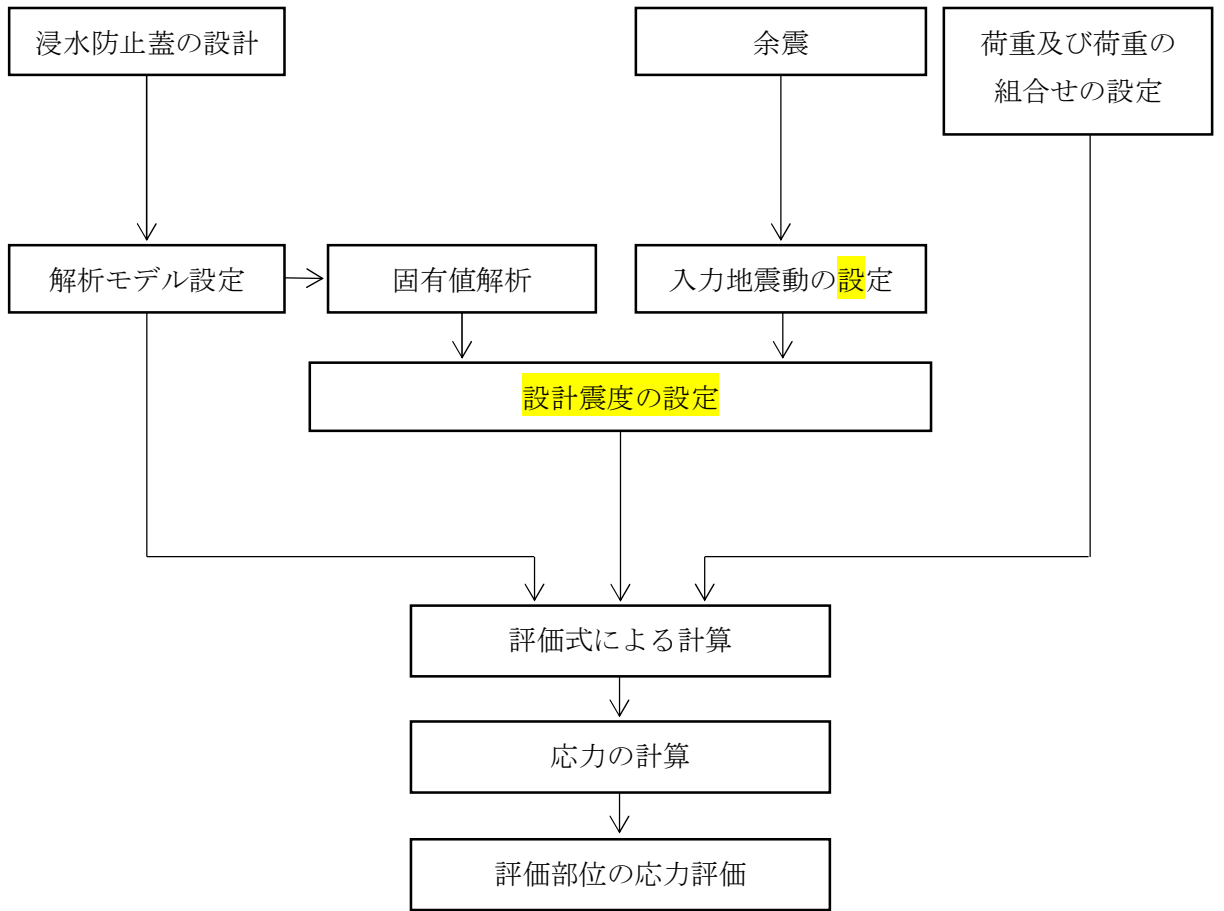 浸水防止蓋の設計
余震
荷重及び荷重の
組合せの設定
解析モデル設定
固有値解析
入力地震動の設定
設計震度の設定
評価式による計算
応力の計算
評価部位の応力評価